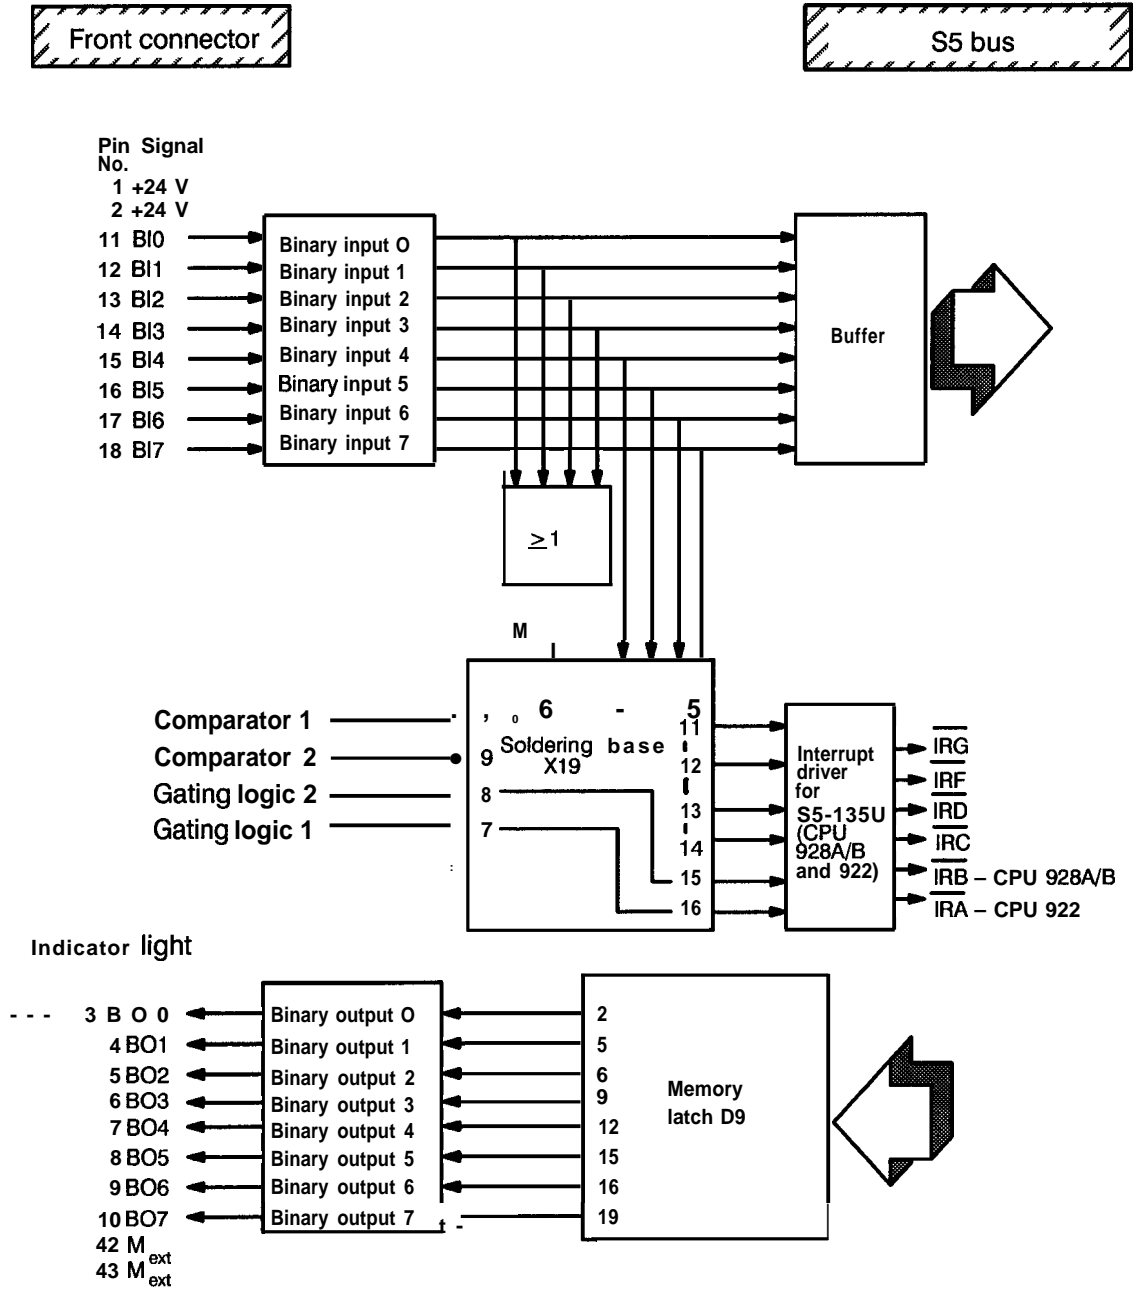 Front connector
S5 bus
Pin Signal
No.
1 +24 V
2 +24 V
11 BI0
12 BI1
13 BI2
14 BI3
15 BI4
16 BI5
17 BI6
18 BI7
Binary input O
Binary input 1
Binary input 2
Binary input 3
Binary input 4
Binary input 5
Binary input 6
Binary input 7
Buffer
≥1
M
Comparator 1
Comparator 2
Gating logic 2
Gating logic 1
, 0 6 - 5
11
9 Soldering base
X19
12
8
13
7
14
15
16
Interrupt
driver
for
S5-135U
(CPU
928A/B
and 922)
IRG
IRF
IRD
IRC
IRB – CPU 928A/B
IRA – CPU 922
Indicator light
--- 3 B O 0
4 BO1
5 BO2
6 BO3
7 BO4
8 BO5
9 BO6
10 BO7
42 Mext
43 Mext
Binary output O
Binary output 1
Binary output 2
Binary output 3
Binary output 4
Binary output 5
Binary output 6
Binary output 7
2
5
6
9
12
15
16
19
Memory
latch D9